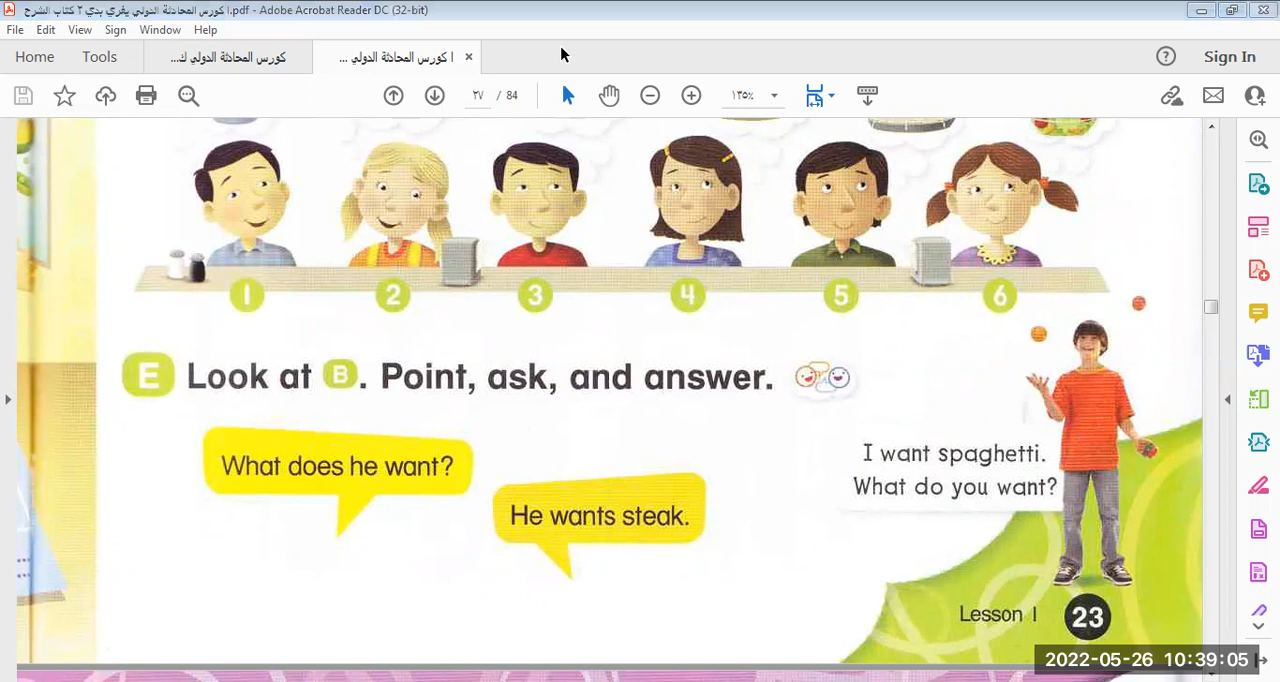 ا كورس المحادثة الدولي يفري بدي ٢ كتاب الشرح.pdf - Adobe Acrobat Reader DC (32-bit)
File Edit View Sign Window Help
Home Tools كورس المحادثة الدولي ك... ا كورس المحادثة الدولي ... × Sign In
٢٧ / 84 ١٣٥٪
1 2 3 4 5 6
E Look at B. Point, ask, and answer.
What does he want?
He wants steak.
I want spaghetti.
What do you want?
Lesson 1 23
2022-05-26 10:39:05